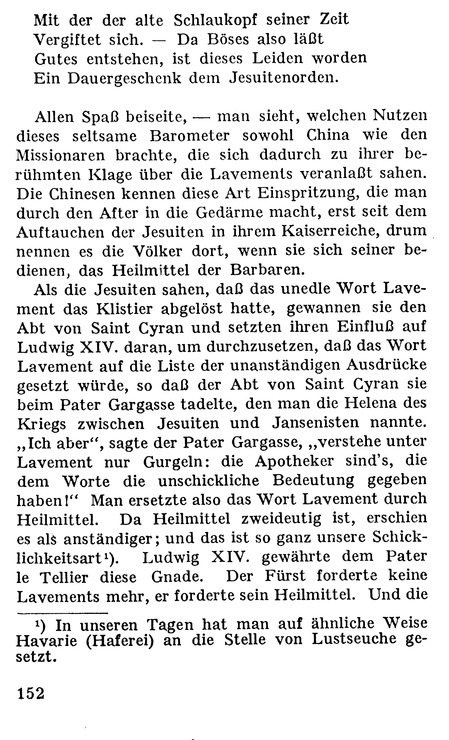 Mit der der alte Schlaukopf seiner Zeit
Vergiftet sich. — Da Böses also läßt
Gutes entstehen, ist dieses Leiden worden
Ein Dauergeschenk dem Jesuitenorden.
Allen Spaß beiseite, — man sieht, welchen Nutzen
dieses seltsame Barometer sowohl China wie den
Missionaren brachte, die sich dadurch zu ihrer be-
rühmten Klage über die Lavements veranlaßt sahen.
Die Chinesen kennen diese Art Einspritzung, die man
durch den After in die Gedärme macht, erst seit dem
Auftauchen der Jesuiten in ihrem Kaiserreiche, drum
nennen es die Völker dort, wenn sie sich seiner be-
dienen, das Heilmittel der Barbaren.
Als die Jesuiten sahen, daß das unedle Wort Lave-
ment das Klistier abgelöst hatte, gewannen sie den
Abt von Saint Cyran und setzten ihren Einfluß auf
Ludwig XIV. daran, um durchzusetzen, daß das Wort
Lavement auf die Liste der unanständigen Ausdrücke
gesetzt würde, so daß der Abt von Saint Cyran sie
beim Pater Gargasse tadelte, den man die Helena des
Kriegs zwischen Jesuiten und Jansenisten nannte.
„Ich aber“, sagte der Pater Gargasse, „verstehe unter
Lavement nur Gurgeln: die Apotheker sind's, die
dem Worte die unschickliche Bedeutung gegeben
haben!“ Man ersetzte also das Wort Lavement durch
Heilmittel. Da Heilmittel zweideutig ist, erschien
es als anständiger; und das ist so ganz unsere Schick-
lichkeitsart¹). Ludwig XIV. gewährte dem Pater
le Tellier diese Gnade. Der Fürst forderte keine
Lavements mehr, er forderte sein Heilmittel. Und die
¹) In unseren Tagen hat man auf ähnliche Weise
Havarie (Haferei) an die Stelle von Lustseuche ge-
setzt.
152